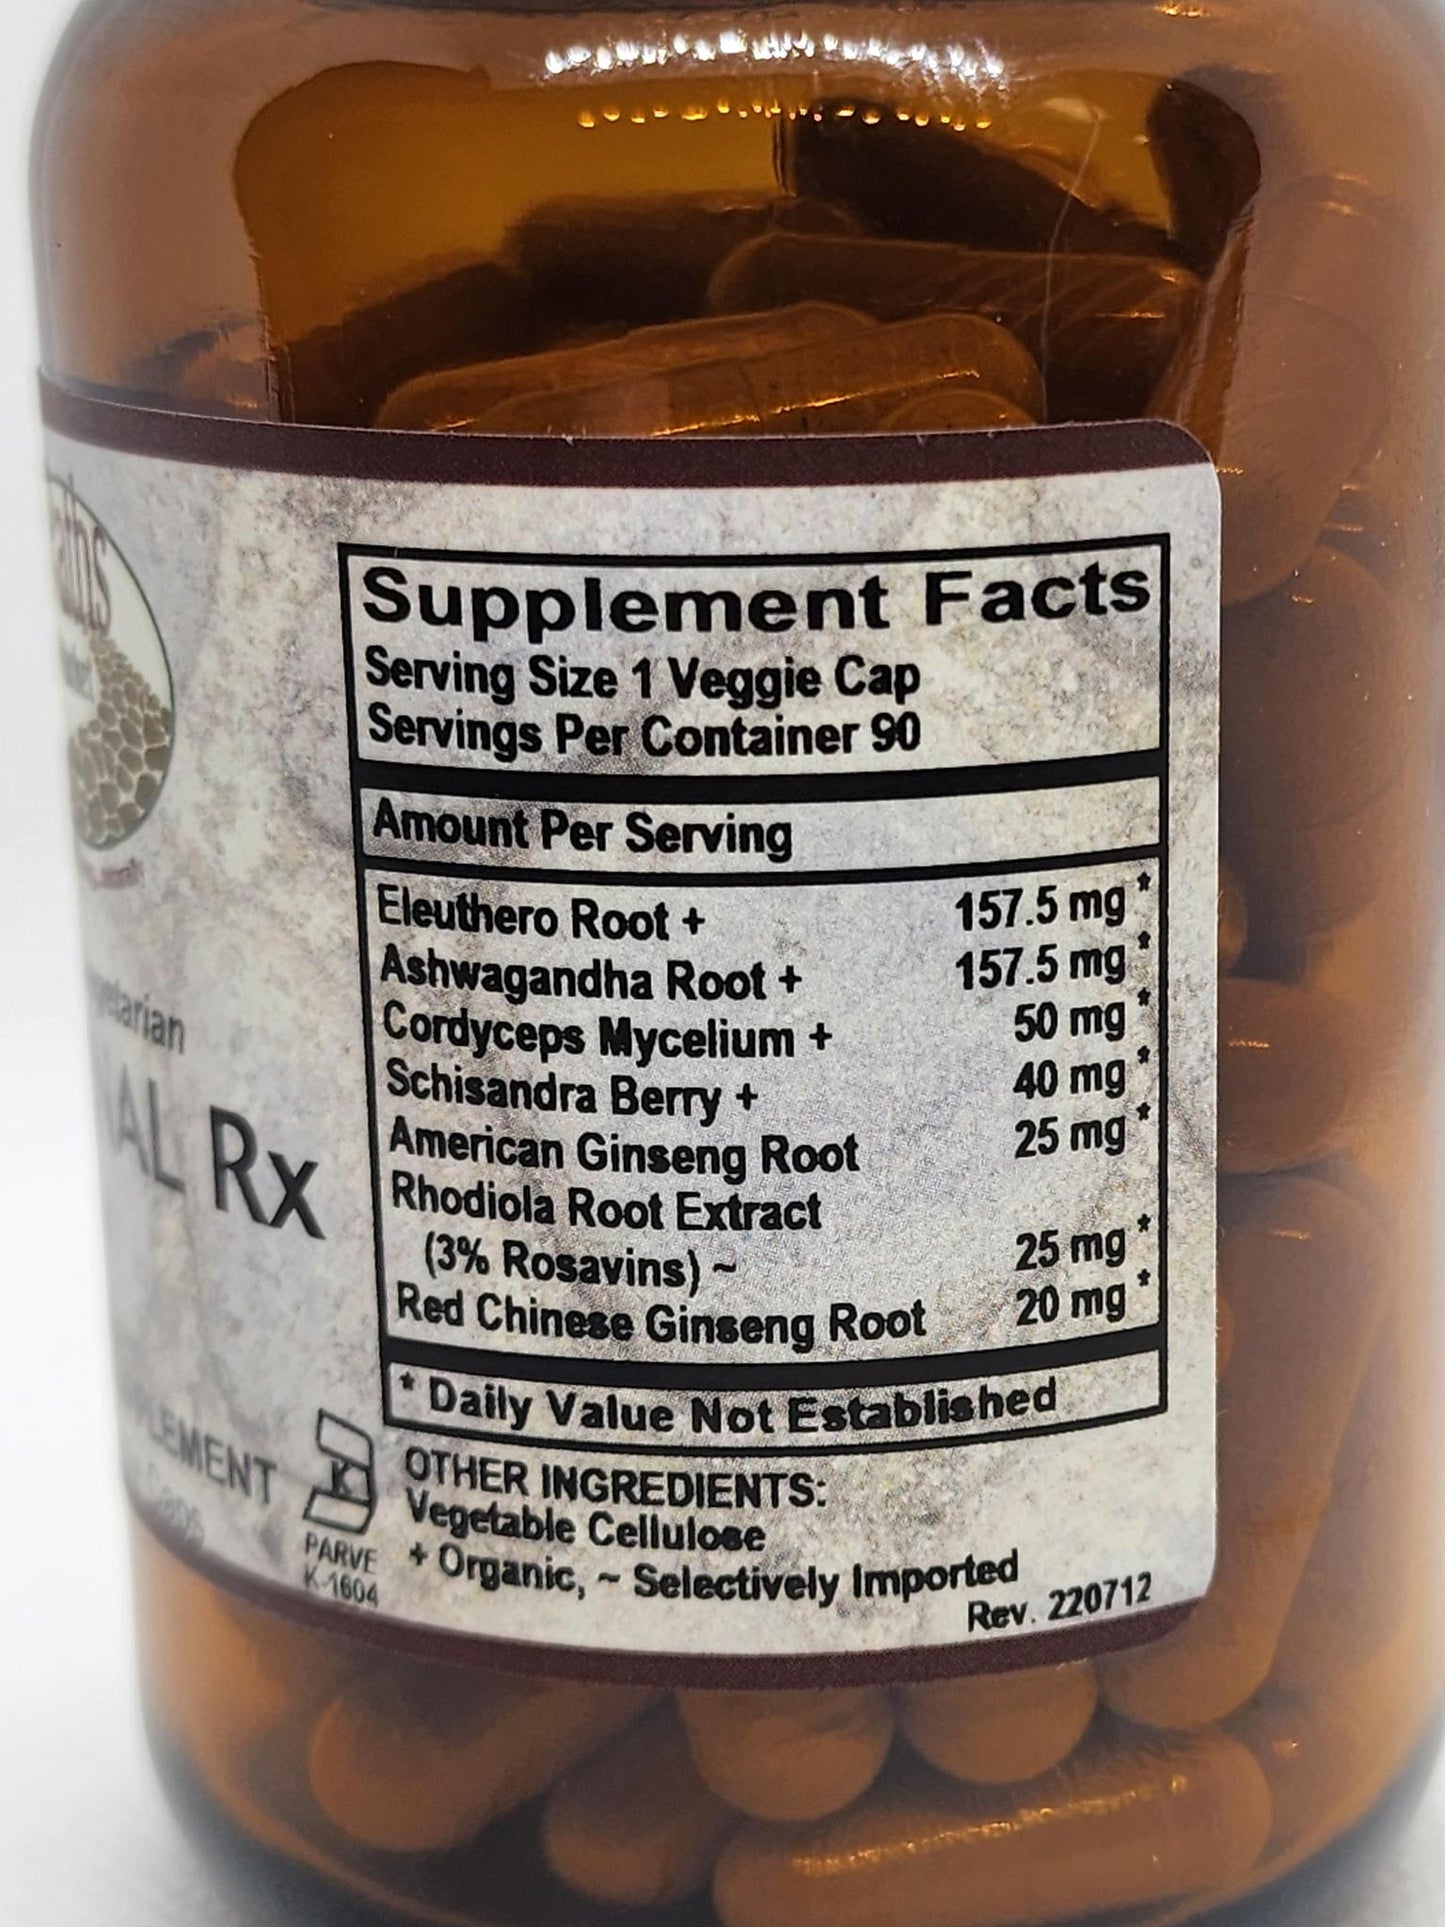 Supplement Facts
Serving Size 1 Veggie Cap
Servings Per Container 90
Amount Per Serving
Eleuthero Root + 157.5 mg *
Ashwagandha Root + 157.5 mg *
Cordyceps Mycelium + 50 mg *
Schisandra Berry + 40 mg *
American Ginseng Root 25 mg *
Rhodiola Root Extract
(3% Rosavins) ~ 25 mg *
Red Chinese Ginseng Root 20 mg *
* Daily Value Not Established
OTHER INGREDIENTS:
Vegetable Cellulose
+ Organic, ~ Selectively Imported
Rev. 220712
Rx
K
PARVE
K-1604